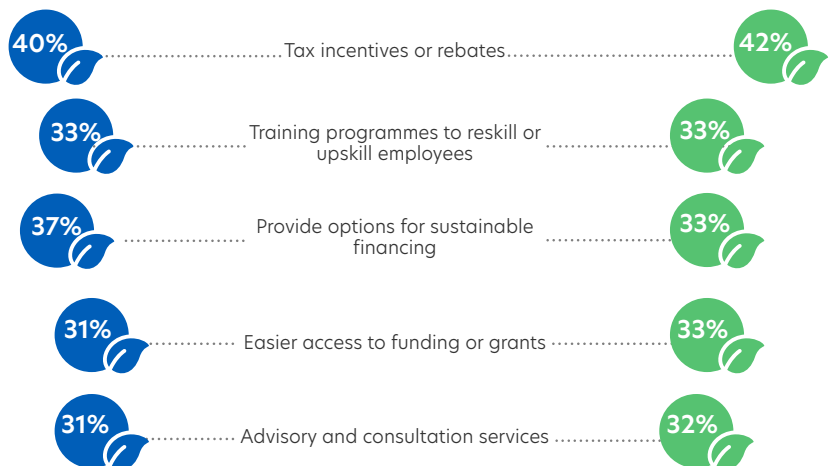 40% Tax incentives or rebates 42%
33% Training programmes to reskill or 33%
upskill employees
37% Provide options for sustainable 33%
financing
31% Easier access to funding or grants 33%
31% Advisory and consultation services 32%